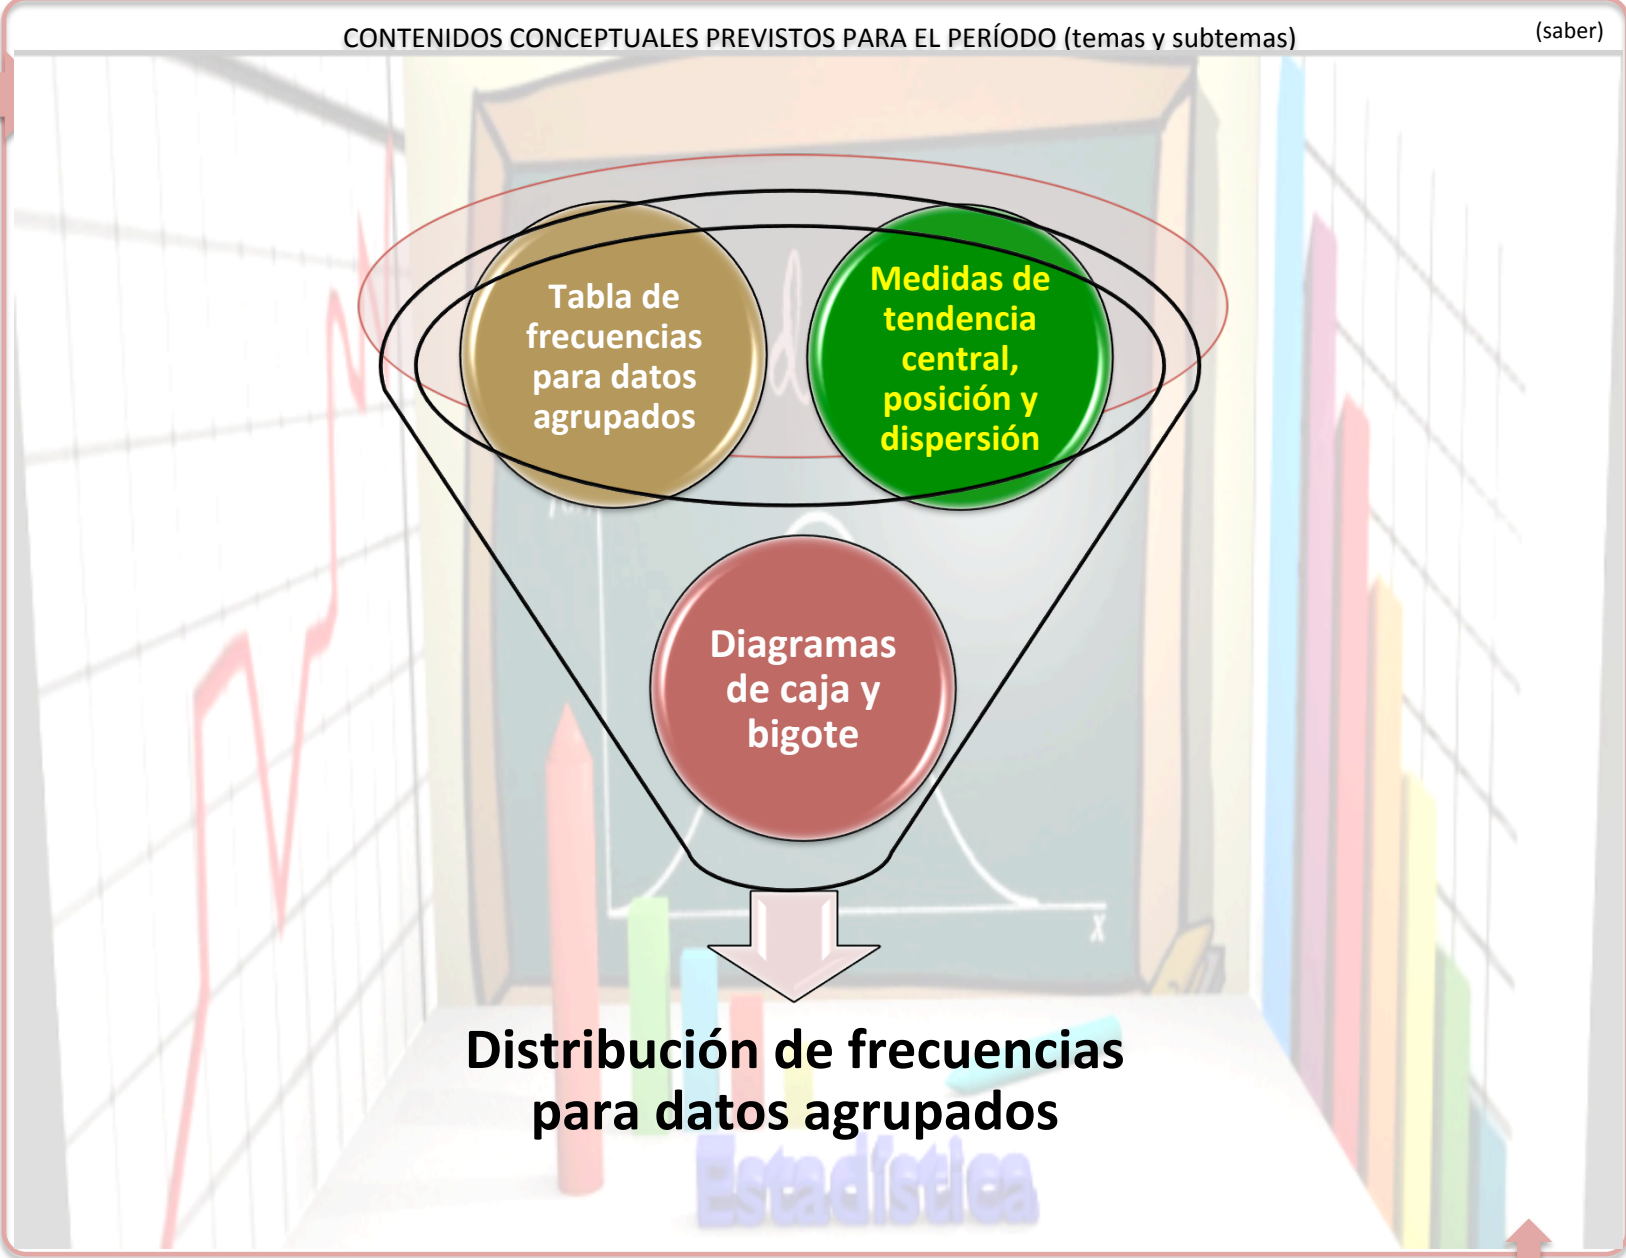 CONTENIDOS CONCEPTUALES PREVISTOS PARA EL PERÍODO (temas y subtemas)
(saber)
Tabla de
frecuencias
para datos
agrupados
Medidas de
tendencia
central,
posición y
dispersión
Diagramas
de caja y
bigote
x
Distribución de frecuencias
para datos agrupados
Estadística